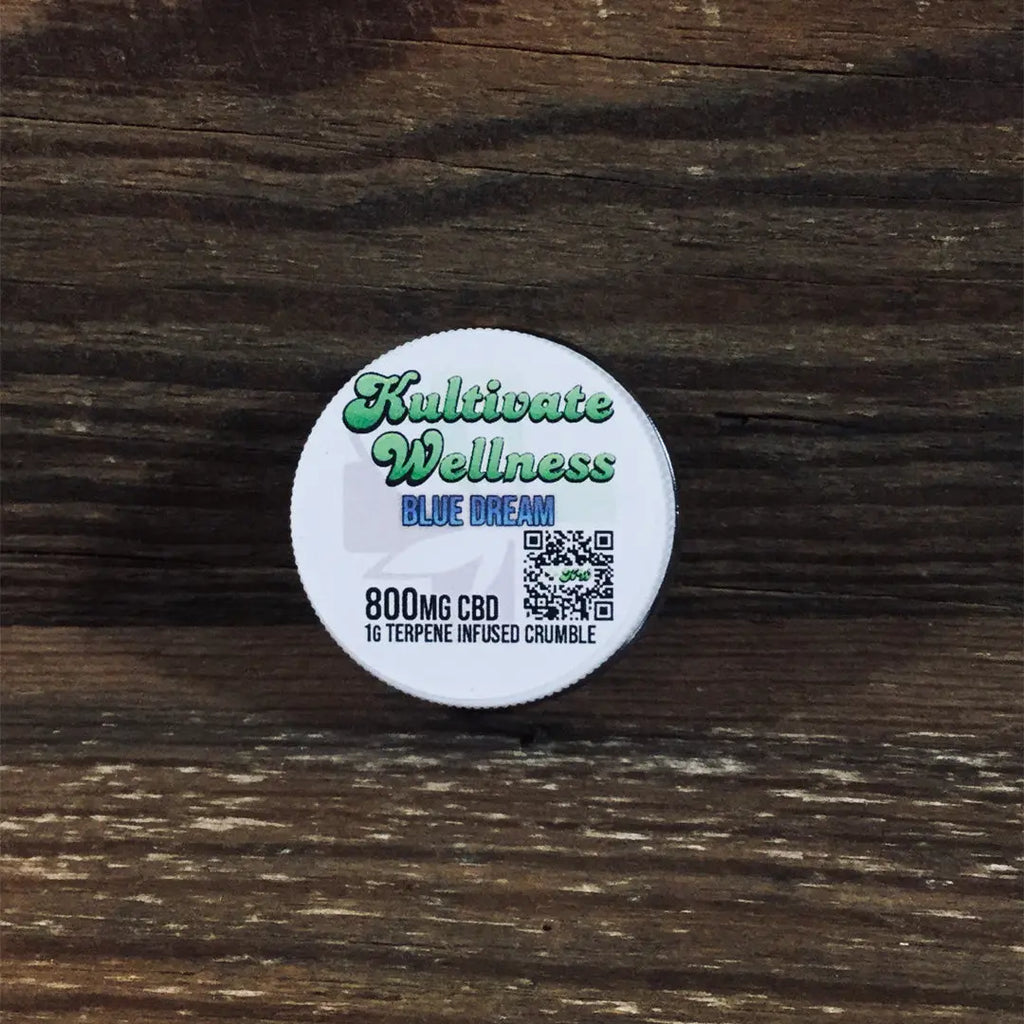 Kultivate
Wellness
BLUE DREAM
800MG CBD
1G TERPENE INFUSED CRUMBLE